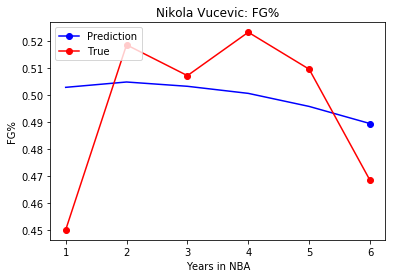 Nikola Vucevic: FG%
Prediction
True
0.52
0.51
0.50
0.49
0.48
0.47
0.46
0.45
FG%
1 2 3 4 5 6
Years in NBA